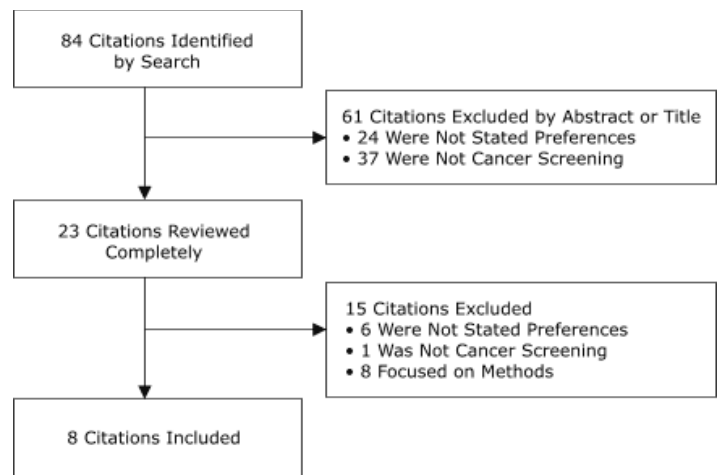 84 Citations Identified
by Search
61 Citations Excluded by Abstract or Title
• 24 Were Not Stated Preferences
• 37 Were Not Cancer Screening
23 Citations Reviewed
Completely
15 Citations Excluded
• 6 Were Not Stated Preferences
• 1 Was Not Cancer Screening
• 8 Focused on Methods
8 Citations Included